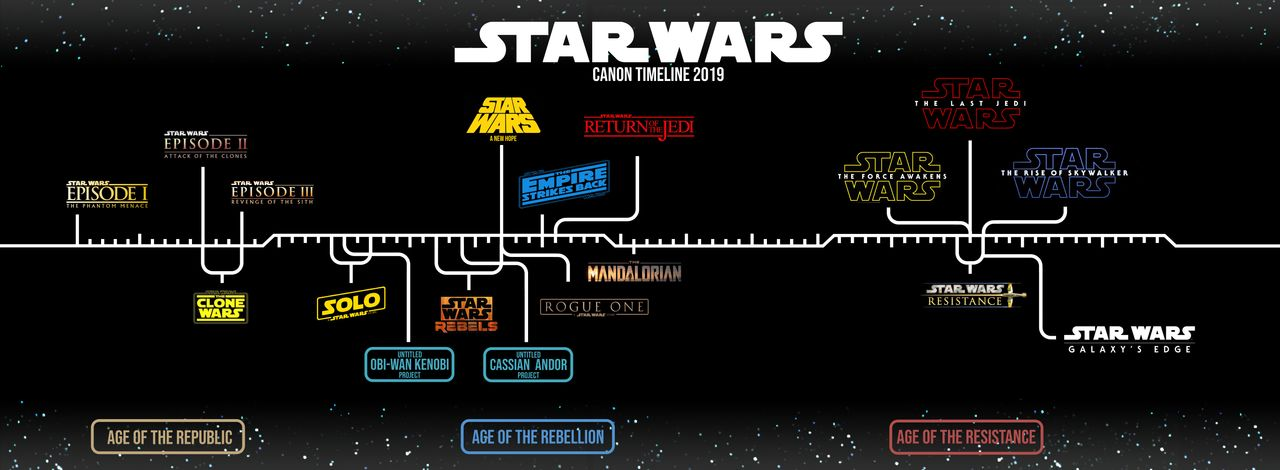 STAR WARS
CANON TIMELINE 2019
STAR WARS
EPISODE I
THE PHANTOM MENACE
STAR WARS
EPISODE II
ATTACK OF THE CLONES
STAR WARS
EPISODE III
REVENGE OF THE SITH
STAR
WARS
A NEW HOPE
STAR WARS
RETURN OF THE JEDI
THE
EMPIRE
STRIKES BACK
STAR
THE LAST JEDI
WARS
STAR
THE FORCE AWAKENS
WARS
STAR
THE RISE OF SKYWALKER
WARS
THE
CLONE
WARS
SOLO
STAR WARS
UNTITLED
OBI-WAN KENOBI
PROJECT
STAR
WARS
REBELS
UNTITLED
CASSIAN ANDOR
PROJECT
ROGUE ONE
STAR WARS
THE
MANDALORIAN
STAR WARS
RESISTANCE
STAR WARS
GALAXY'S EDGE
AGE OF THE REPUBLIC
AGE OF THE REBELLION
AGE OF THE RESISTANCE